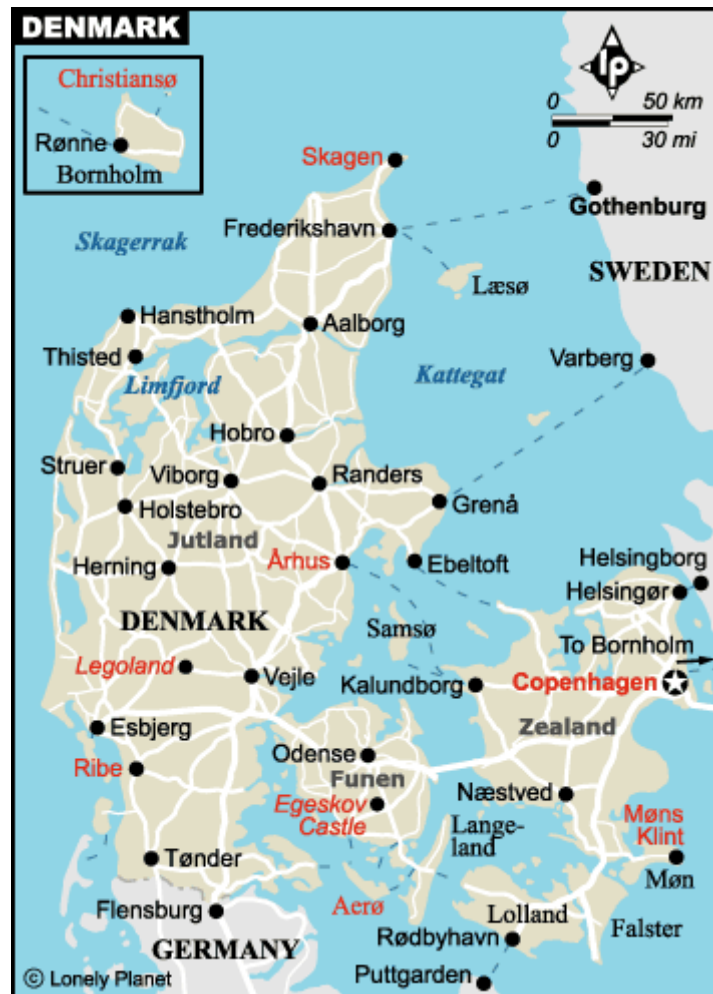 DENMARK
Christiansø
Rønne
Bornholm
lp
0 50 km
0 30 mi
Skagen
Gothenburg
Frederikshavn
Skagerrak
SWEDEN
Læsø
Hanstholm
Aalborg
Thisted
Varberg
Limfjord
Kattegat
Hobro
Struer
Viborg
Randers
Grenå
Holstebro
Jutland
Århus
Ebeltoft
Helsingborg
Herning
Helsingør
DENMARK
Samsø
To Bornholm
Legoland
Vejle
Kalundborg
Copenhagen
Esbjerg
Zealand
Odense
Ribe
Funen
Næstved
Egeskov
Castle
Lange-
land
Møns
Klint
Tønder
Møn
Aerø
Flensburg
Lolland
Falster
GERMANY
Rødbyhavn
Puttgarden
© Lonely Planet